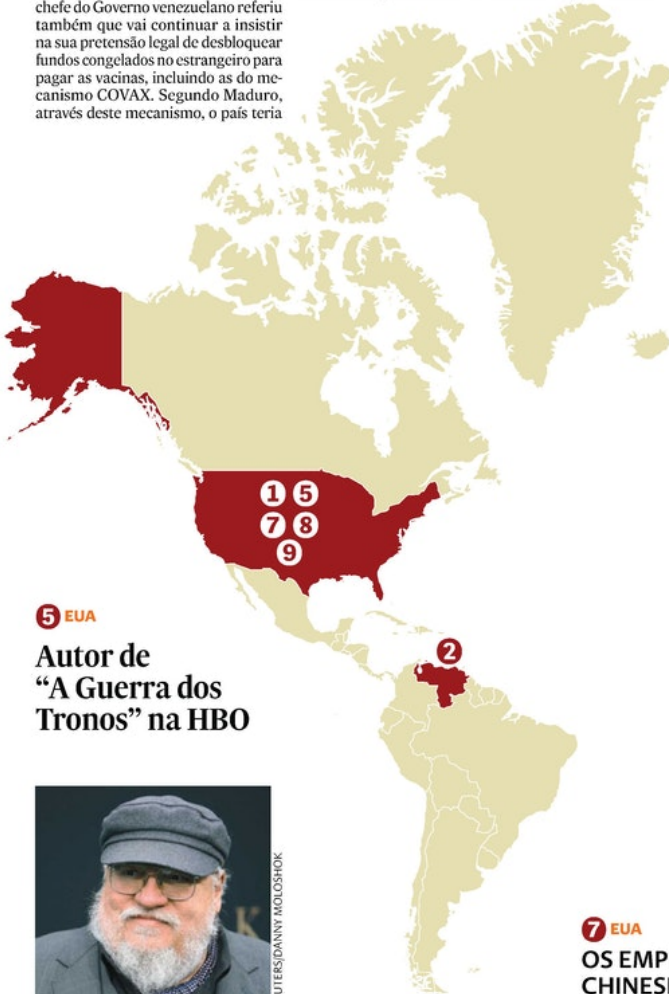 chefe do Governo venezuelano referiu
também que vai continuar a insistir
na sua pretensão legal de desbloquear
fundos congelados no estrangeiro para
pagar as vacinas, incluindo as do me-
canismo COVAX. Segundo Maduro,
através deste mecanismo, o país teria
1 5
7 8
9
2
5 EUA
Autor de
“A Guerra dos
Tronos” na HBO
UTERS/DANNY MOLOSHOK
7 EUA
OS EMP
CHINES